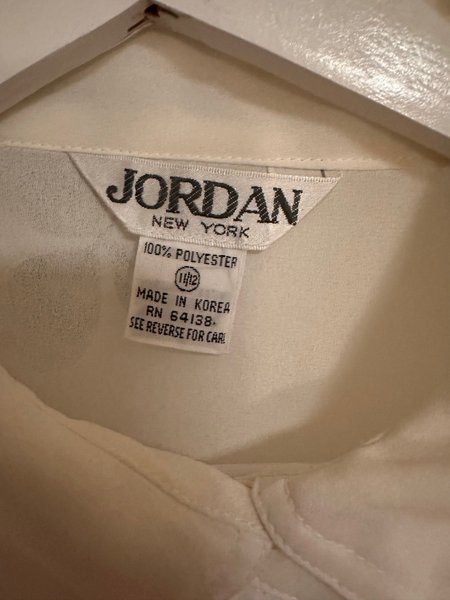 JORDAN
NEW YORK
100% POLYESTER
11/12
MADE IN KOREA
RN 64138
SEE REVERSE FOR CARE